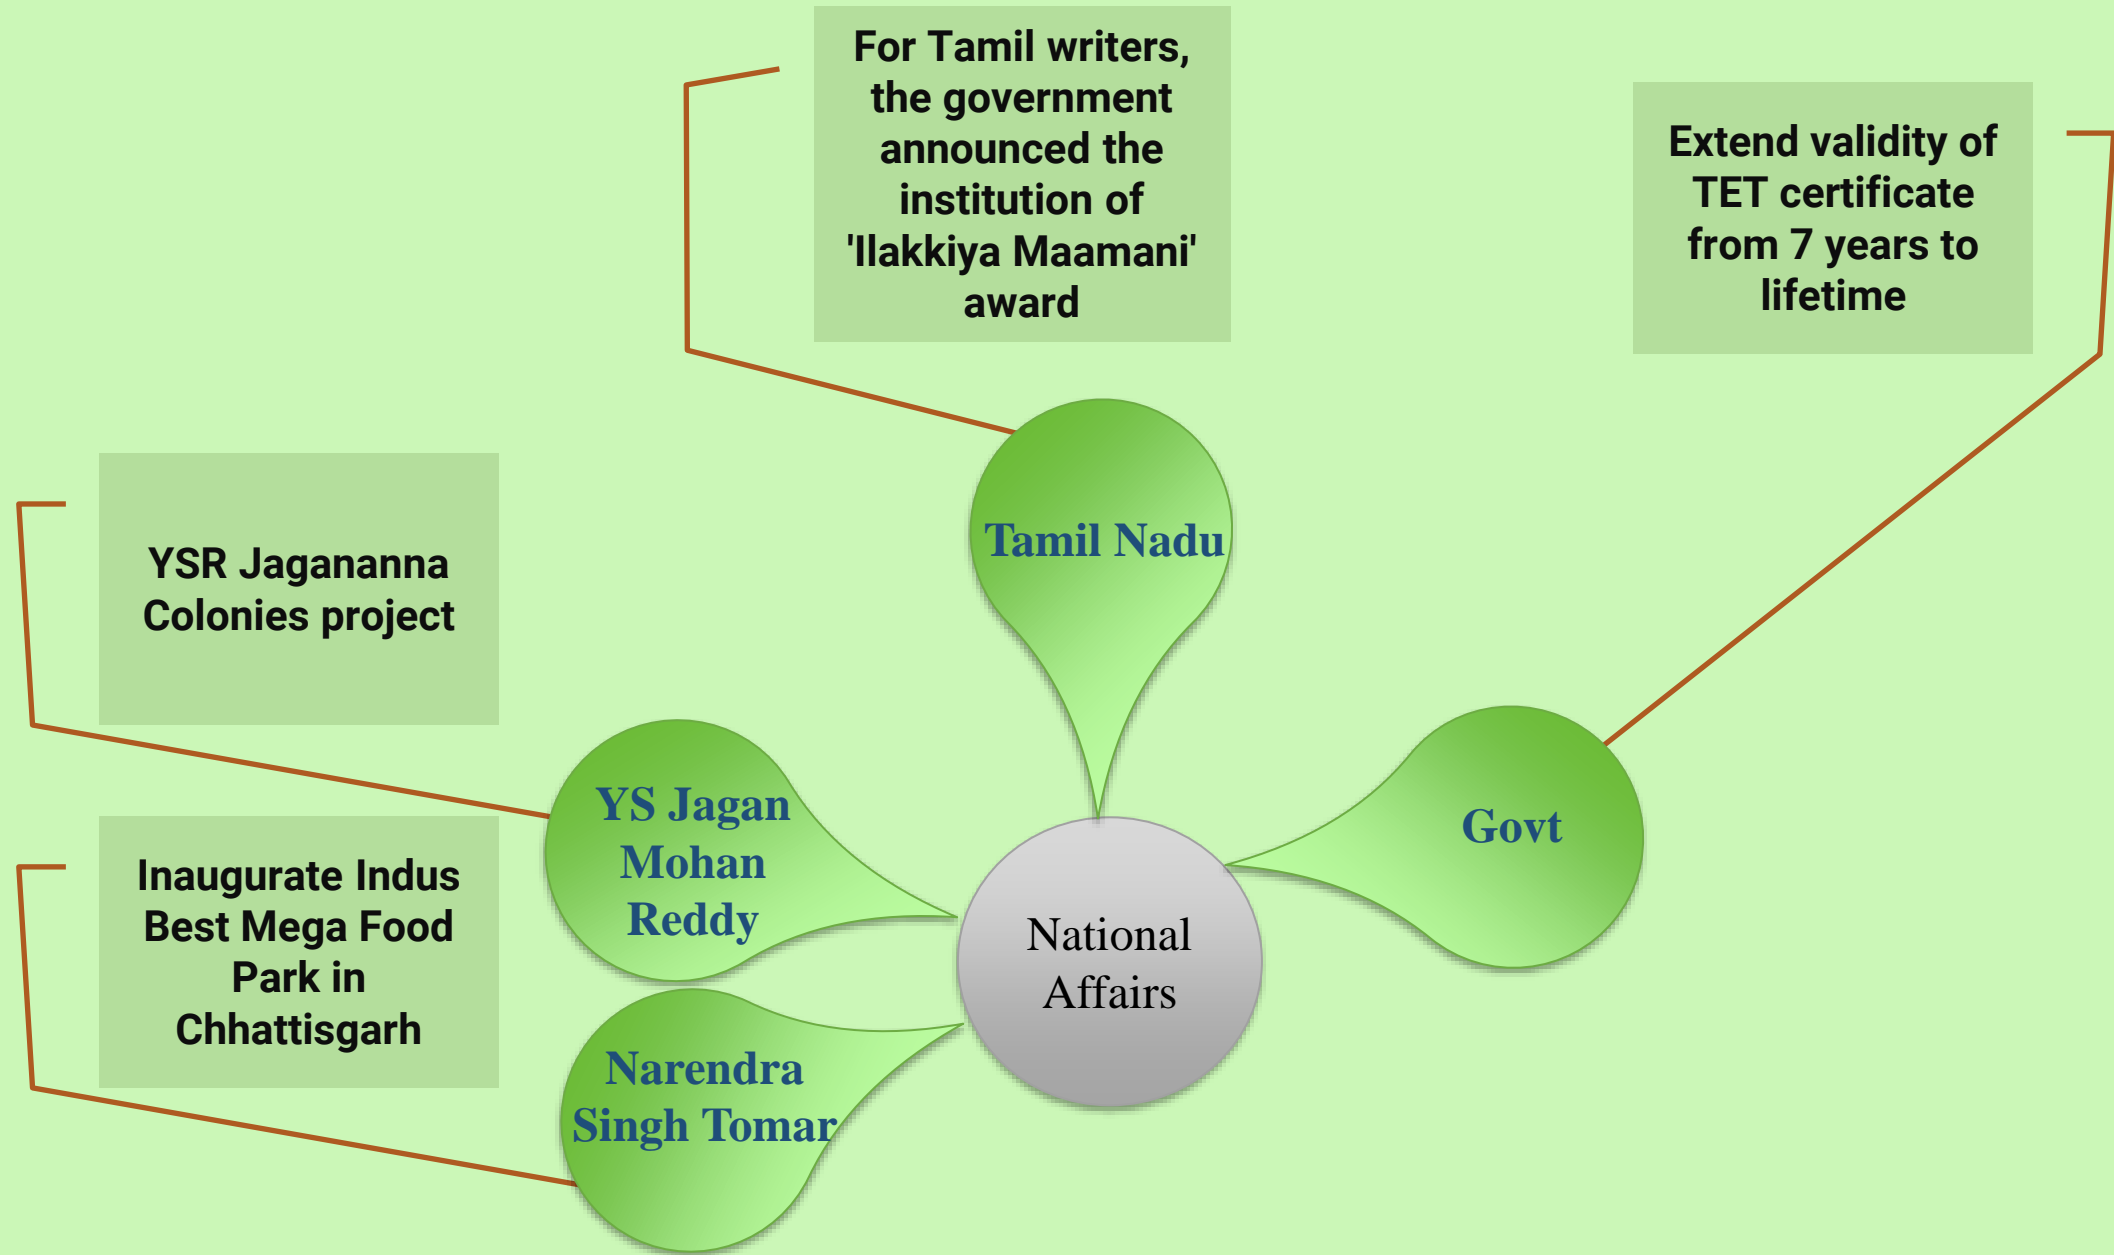 For Tamil writers,
the government
announced the
institution of
'Ilakkiya Maamani'
award
Extend validity of
TET certificate
from 7 years to
lifetime
YSR Jagananna
Colonies project
Tamil Nadu
YS Jagan
Mohan
Reddy
Govt
Inaugurate Indus
Best Mega Food
Park in
Chhattisgarh
National
Affairs
Narendra
Singh Tomar